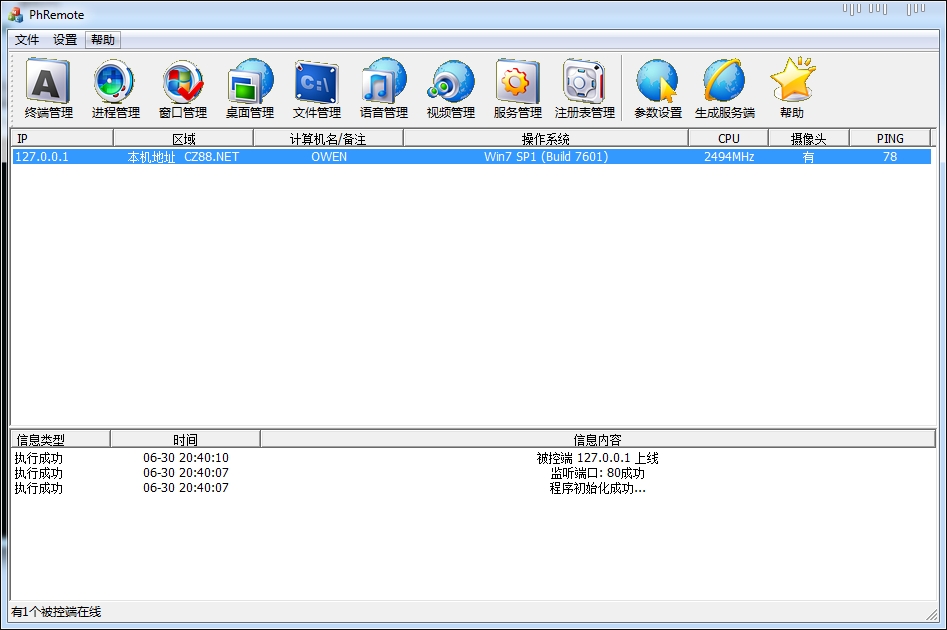 PhRemote
文件 设置 帮助
A
C:\
终端管理 进程管理 窗口管理 桌面管理 文件管理 语音管理 视频管理 服务管理 注册表管理 参数设置 生成服务端 帮助
IP 区域 计算机名/备注 操作系统 CPU 摄像头 PING
127.0.0.1 本机地址 CZ88.NET OWEN Win7 SP1 (Build 7601) 2494MHz 有 78
信息类型 时间 信息内容
执行成功 06-30 20:40:10 被控端 127.0.0.1 上线
执行成功 06-30 20:40:07 监听端口: 80成功
执行成功 06-30 20:40:07 程序初始化成功...
有1个被控端在线